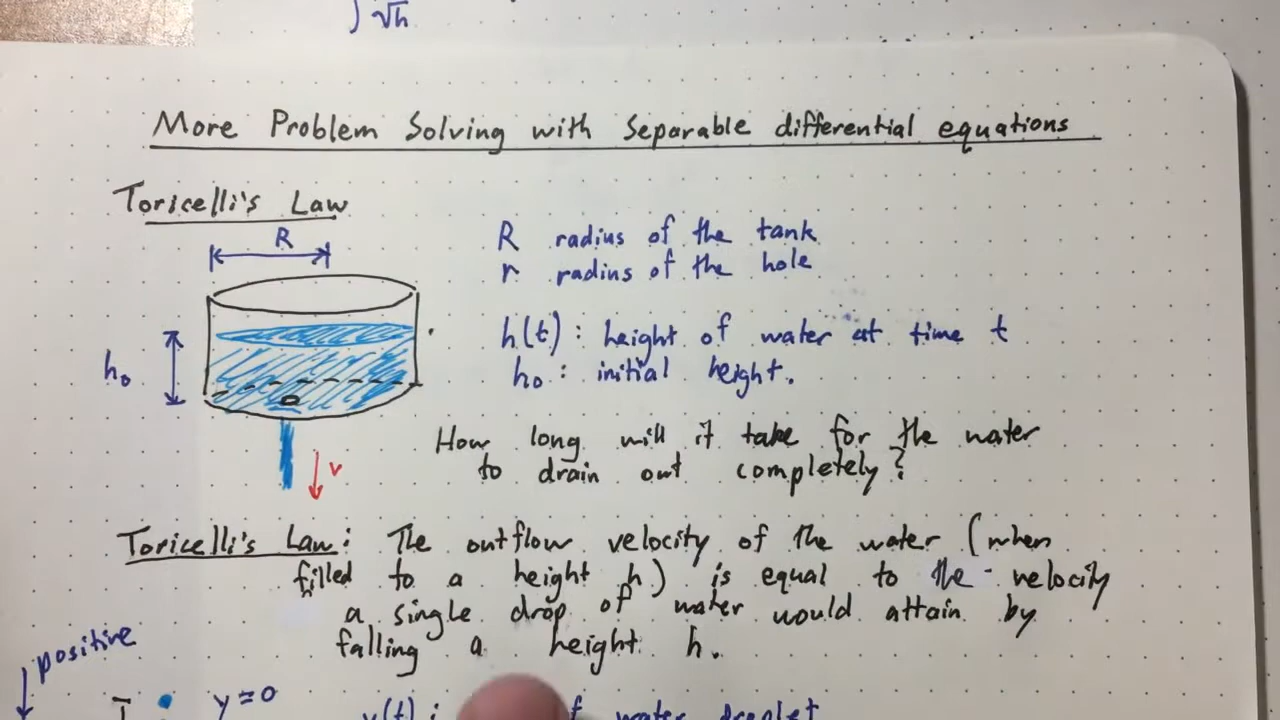 ∫ √h
More Problem Solving with Separable differential equations
Toricelli's Law
R
R radius of the tank
r radius of the hole
h(t): height of water at time t
h₀
h₀: initial height.
How long will it take for the water
to drain out completely?
v
Toricelli's Law: The outflow velocity of the water (when
filled to a height h) is equal to the velocity
a single drop of water would attain by
falling a height h.
positive
y=0
v(t): of water droplet